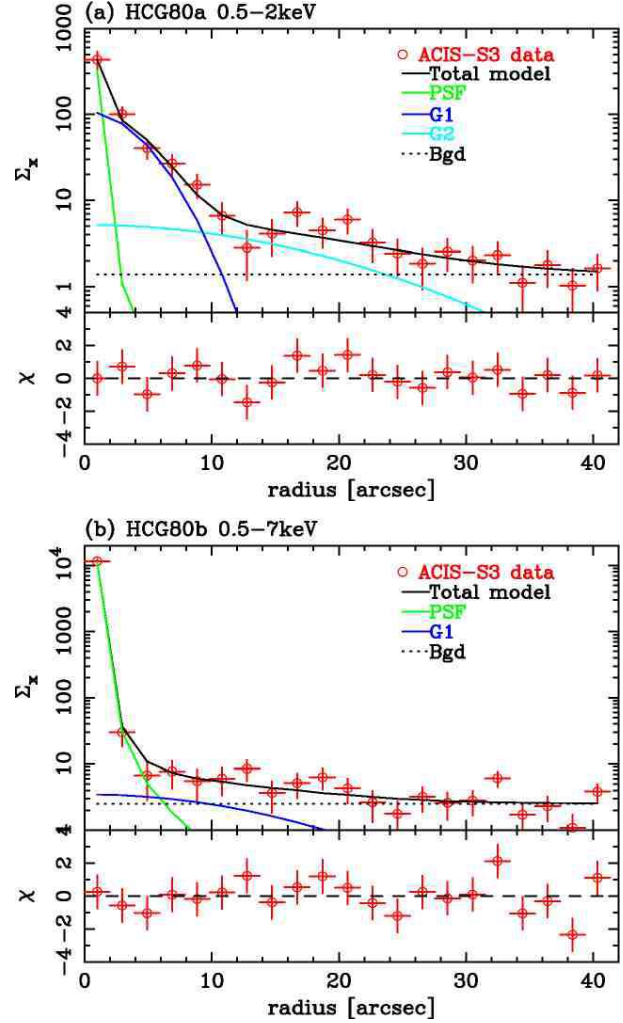 (a) HCG80a 0.5-2keV
1000
100
10
1
Σx
ACIS-S3 data
Total model
PSF
G1
G2
Bgd
4
2
0
-2
-4
χ
0 10 20 30 40
radius [arcsec]
(b) HCG80b 0.5-7keV
10^4
1000
100
10
1
Σx
ACIS-S3 data
Total model
PSF
G1
Bgd
4
2
0
-2
-4
χ
0 10 20 30 40
radius [arcsec]